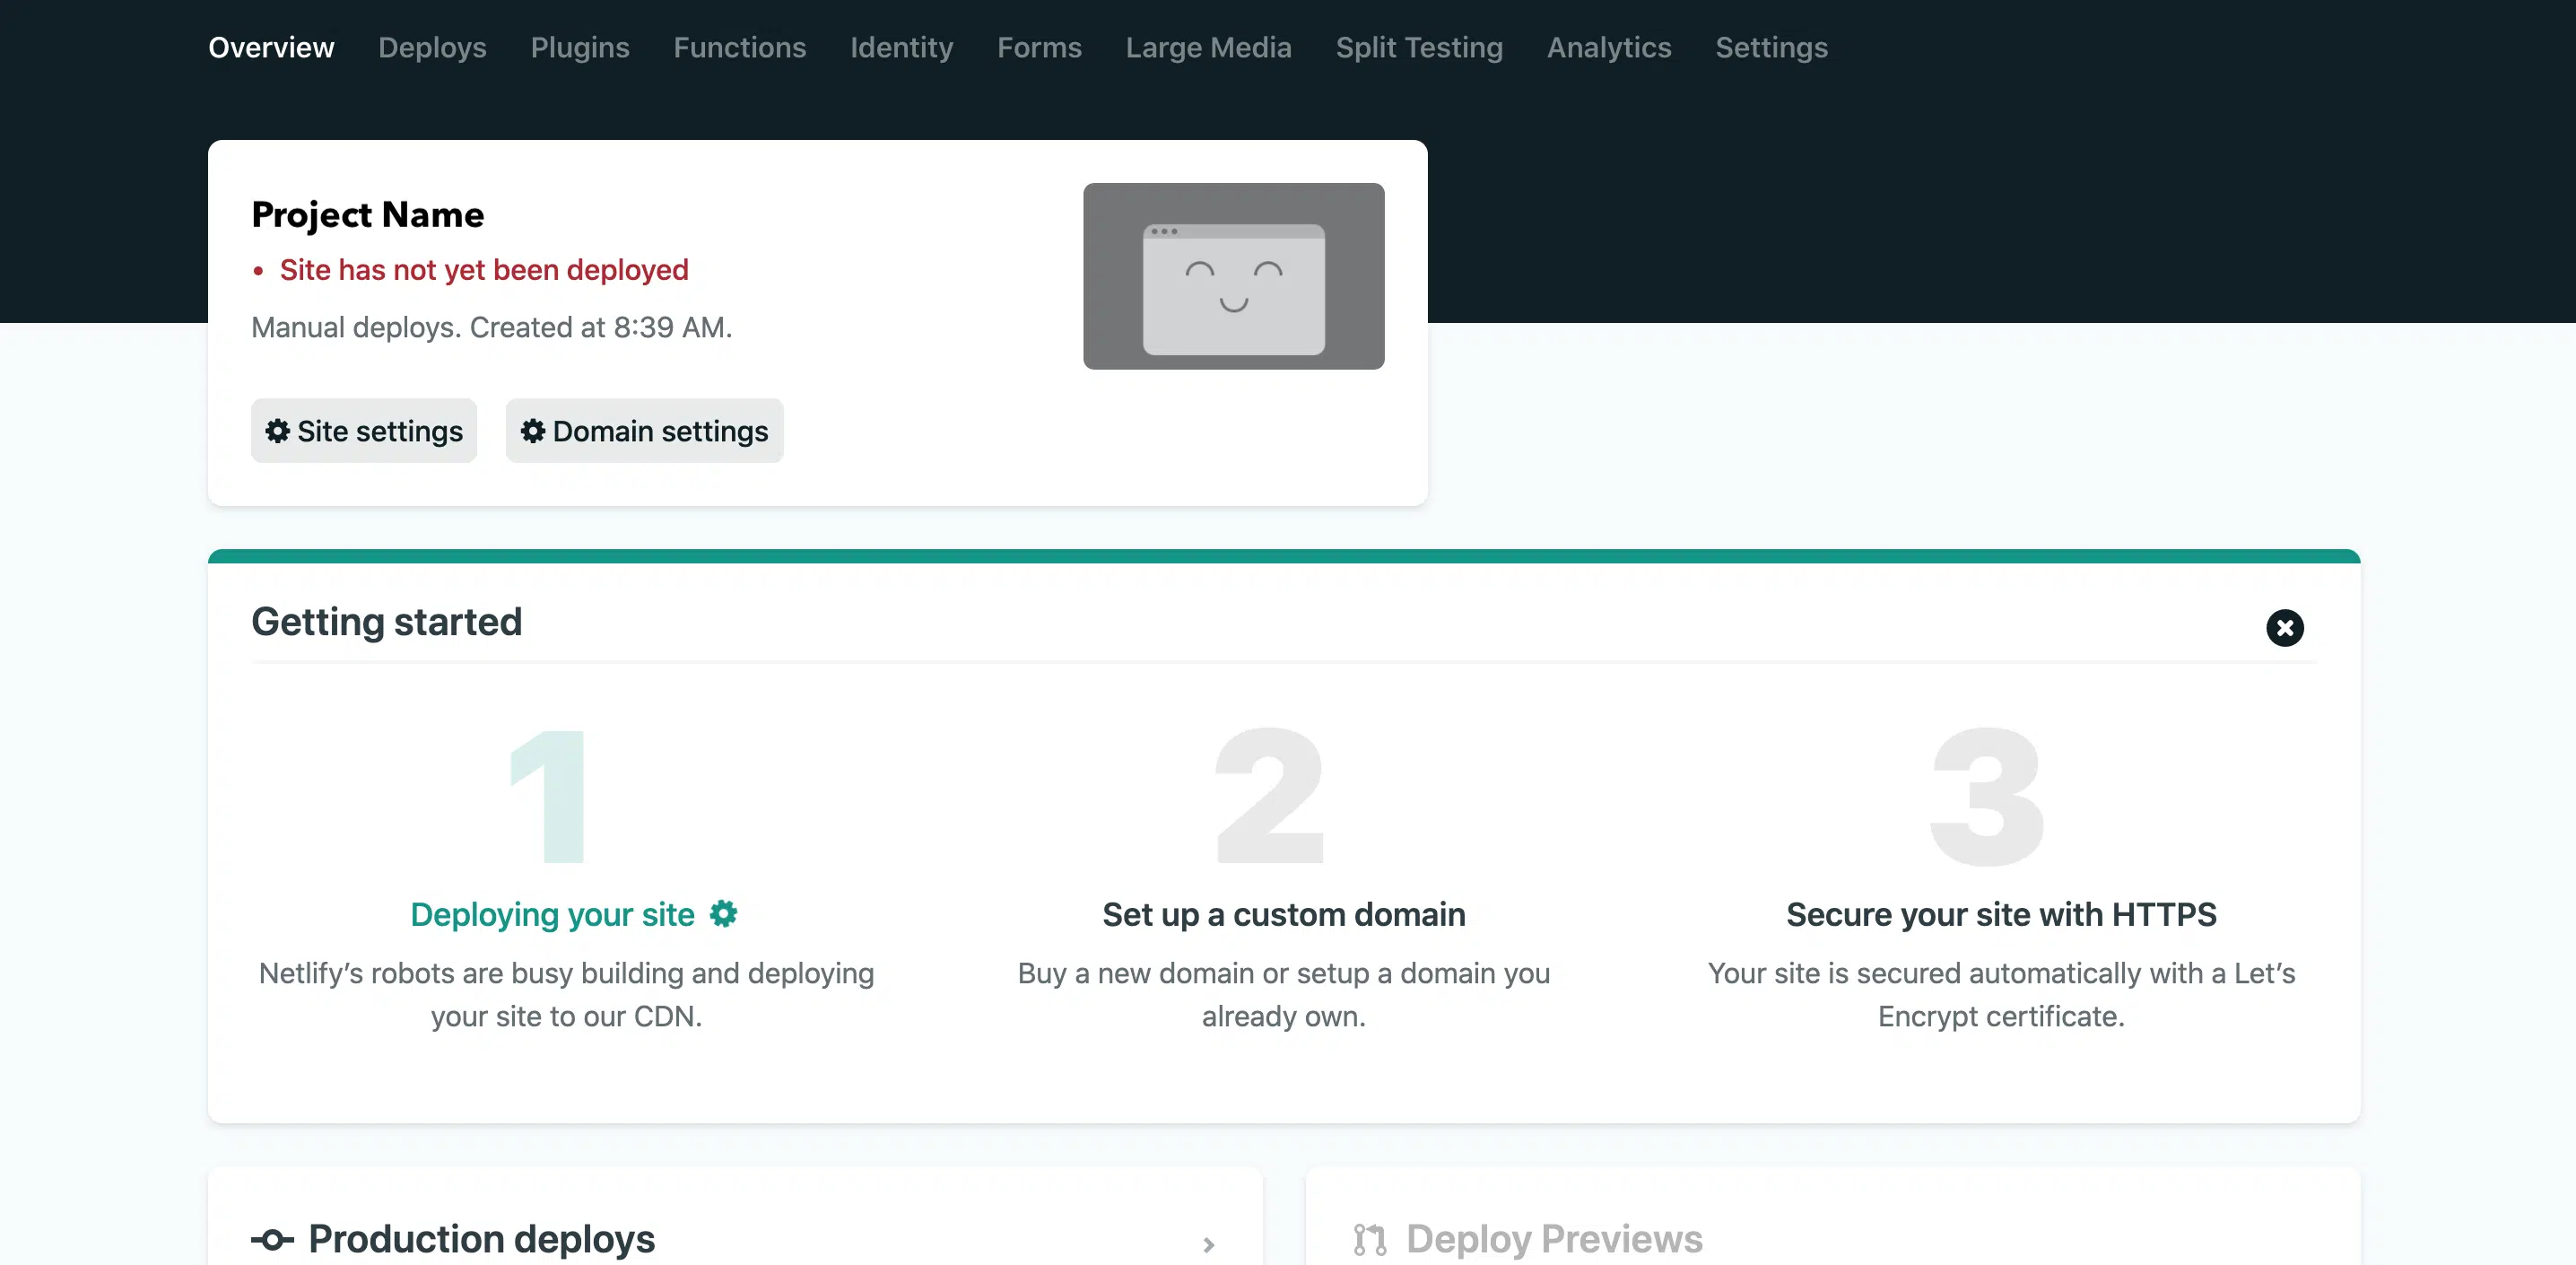 Overview Deploys Plugins Functions Identity Forms Large Media Split Testing Analytics Settings
Project Name
• Site has not yet been deployed
Manual deploys. Created at 8:39 AM.
Site settings Domain settings
Getting started
1
Deploying your site
Netlify’s robots are busy building and deploying
your site to our CDN.
2
Set up a custom domain
Buy a new domain or setup a domain you
already own.
3
Secure your site with HTTPS
Your site is secured automatically with a Let’s
Encrypt certificate.
Production deploys
Deploy Previews